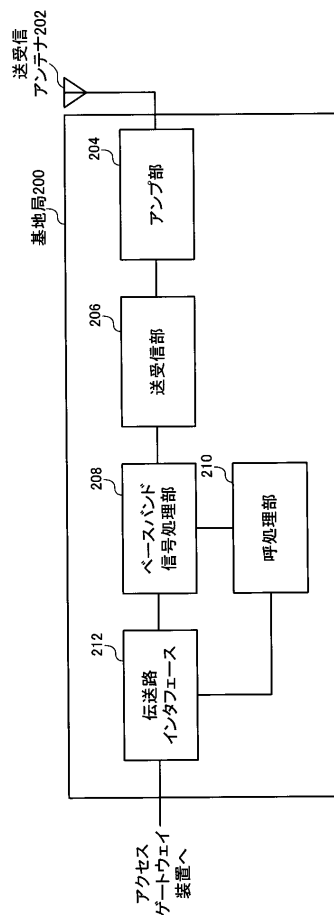 基地局200
送受信
アンテナ202
204
アンプ部
206
送受信部
208
ベースバンド
信号処理部
210
呼処理部
212
伝送路
インタフェース
アクセス
ゲートウェイ
装置へ